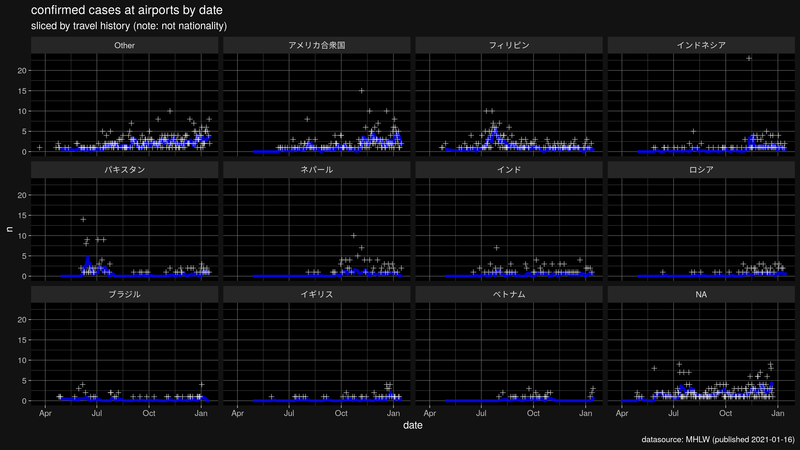 confirmed cases at airports by date
sliced by travel history (note: not nationality)
Other アメリカ合衆国 フィリピン インドネシア
20
15
10
5
0
パキスタン ネパール インド ロシア
20
15
10
5
0
n
ブラジル イギリス ベトナム NA
20
15
10
5
0
Apr Jul Oct Jan Apr Jul Oct Jan Apr Jul Oct Jan Apr Jul Oct Jan
date
datasource: MHLW (published 2021-01-16)